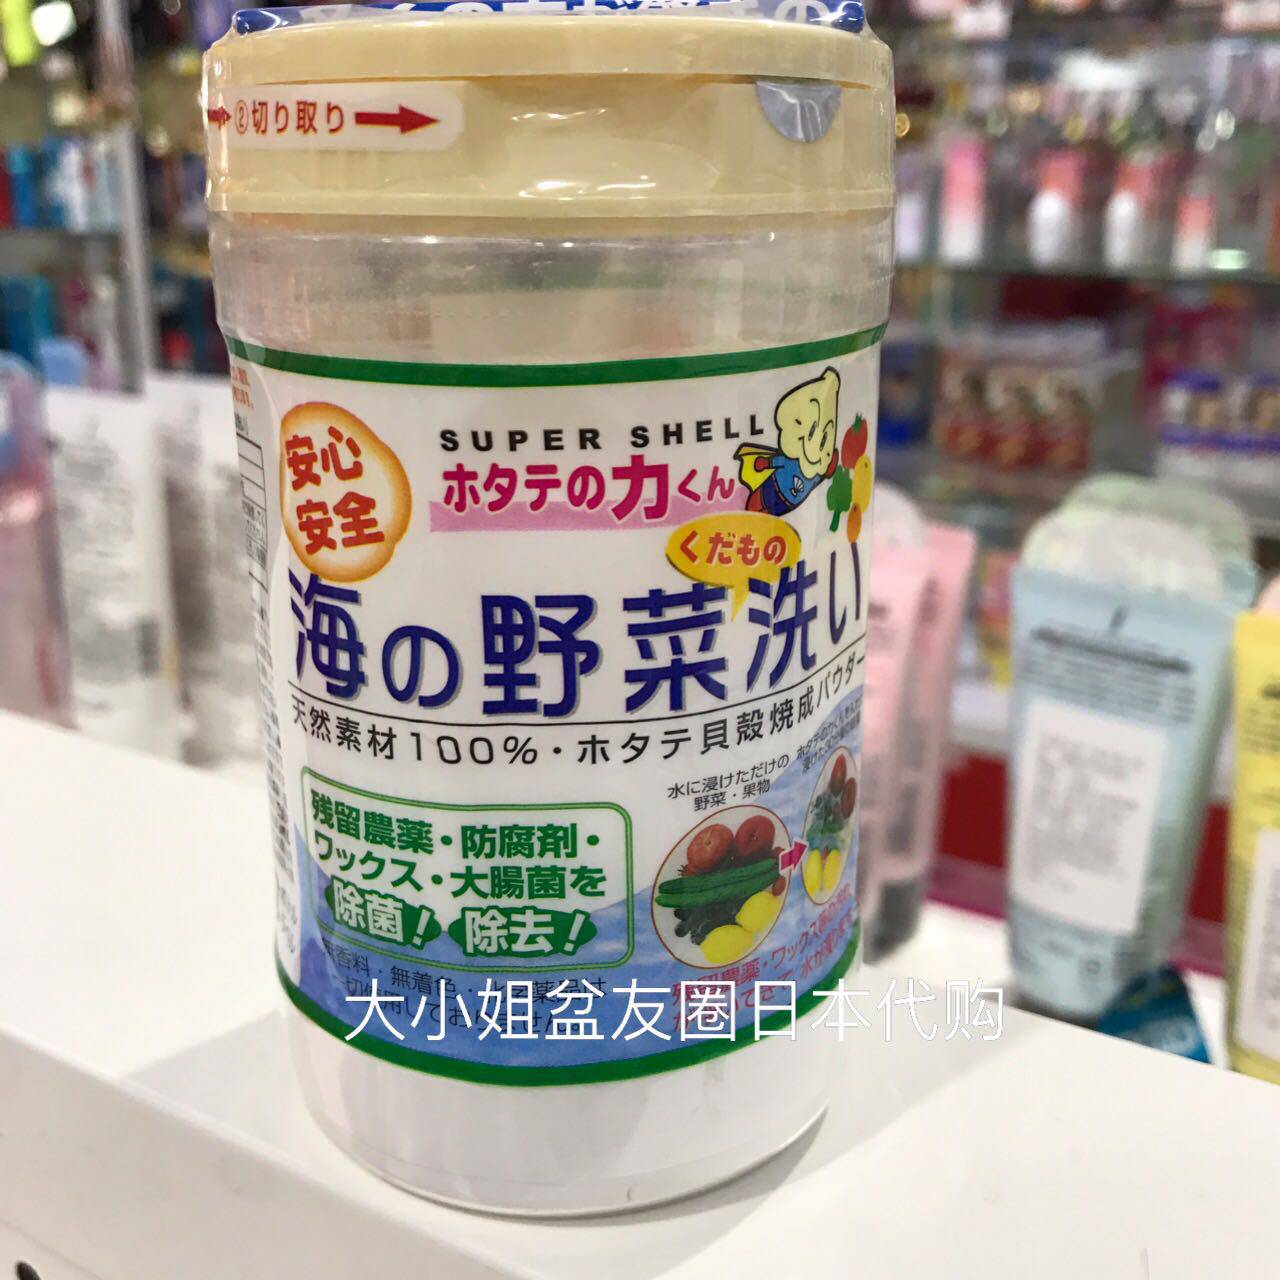 ②切り取り
安心
安全
SUPER SHELL
ホタテの力くん
くだもの
海の野菜洗い
天然素材100%・ホタテ貝殻焼成パウダー
水に浸けただけの
野菜・果物
残留農薬・防腐剤・
ワックス・大腸菌を
除菌! 除去!
大小姐盆友圈日本代购